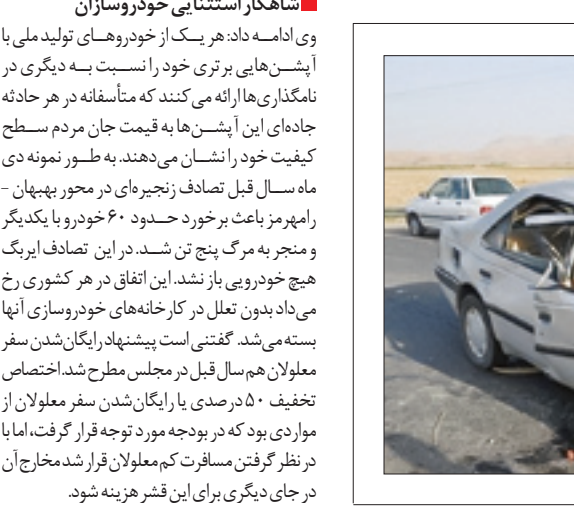 شاهکار استثنایی خودروسازان
وی ادامه داد: هر یک از خودروهای تولید ملی با
آپشن‌هایی برتری خود را نسبت به دیگری در
نامگذاری‌ها ارائه می‌کنند که متأسفانه در هر حادثه
جاده‌ای این آپشن‌ها به قیمت جان مردم سطح
کیفیت خود را نشان می‌دهند. به طور نمونه دی
ماه سال قبل تصادف زنجیره‌ای در محور بهبهان -
رامهرمز باعث برخورد حدود ۶۰ خودرو با یکدیگر
و منجر به مرگ پنج تن شد. در این تصادف ایربگ
هیچ خودرویی باز نشد. این اتفاق در هر کشوری رخ
می‌داد بدون تعلل در کارخانه‌های خودروسازی آنها
بسته می‌شد. گفتنی است پیشنهاد رایگان‌شدن سفر
معلولان هم سال قبل در مجلس مطرح شد. اختصاص
تخفیف ۵۰ درصدی یا رایگان‌شدن سفر معلولان از
مواردی بود که در بودجه مورد توجه قرار گرفت، اما با
در نظر گرفتن مسافرت کم معلولان قرار شد مخارج آن
در جای دیگری برای این قشر هزینه شود.